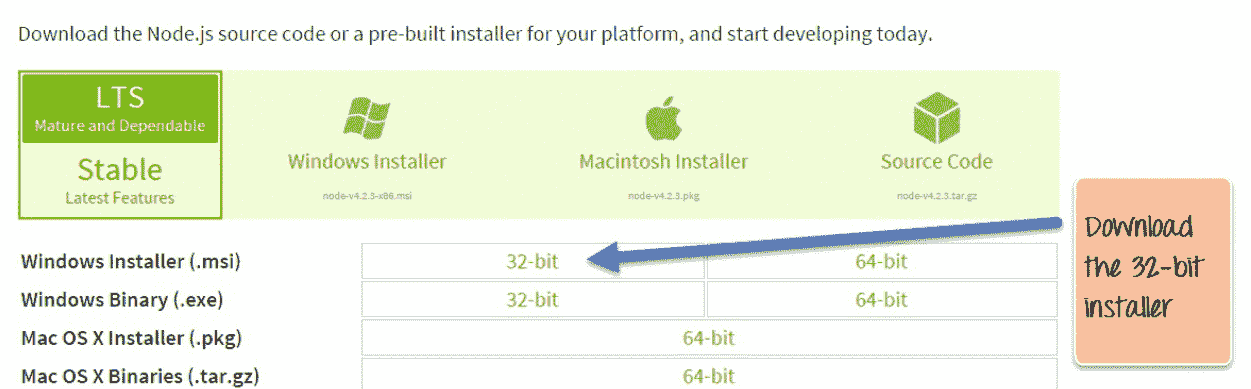 Download the Node.js source code or a pre-built installer for your platform, and start developing today.
LTS
Mature and Dependable
Stable
Latest Features
Windows Installer
node-v4.2.3-x86.msi
Macintosh Installer
node-v4.2.3.pkg
Source Code
node-v4.2.3.tar.gz
Windows Installer (.msi) 32-bit 64-bit
Windows Binary (.exe) 32-bit 64-bit
Mac OS X Installer (.pkg) 64-bit
Mac OS X Binaries (.tar.gz) 64-bit
Download
the 32-bit
installer